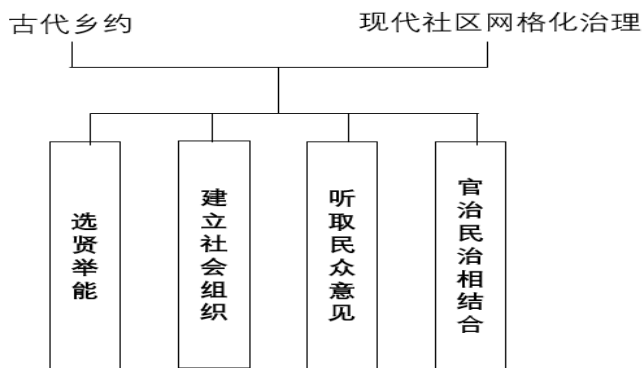 古代乡约
现代社区网格化治理
选贤举能
建立社会组织
听取民众意见
官治民治相结合